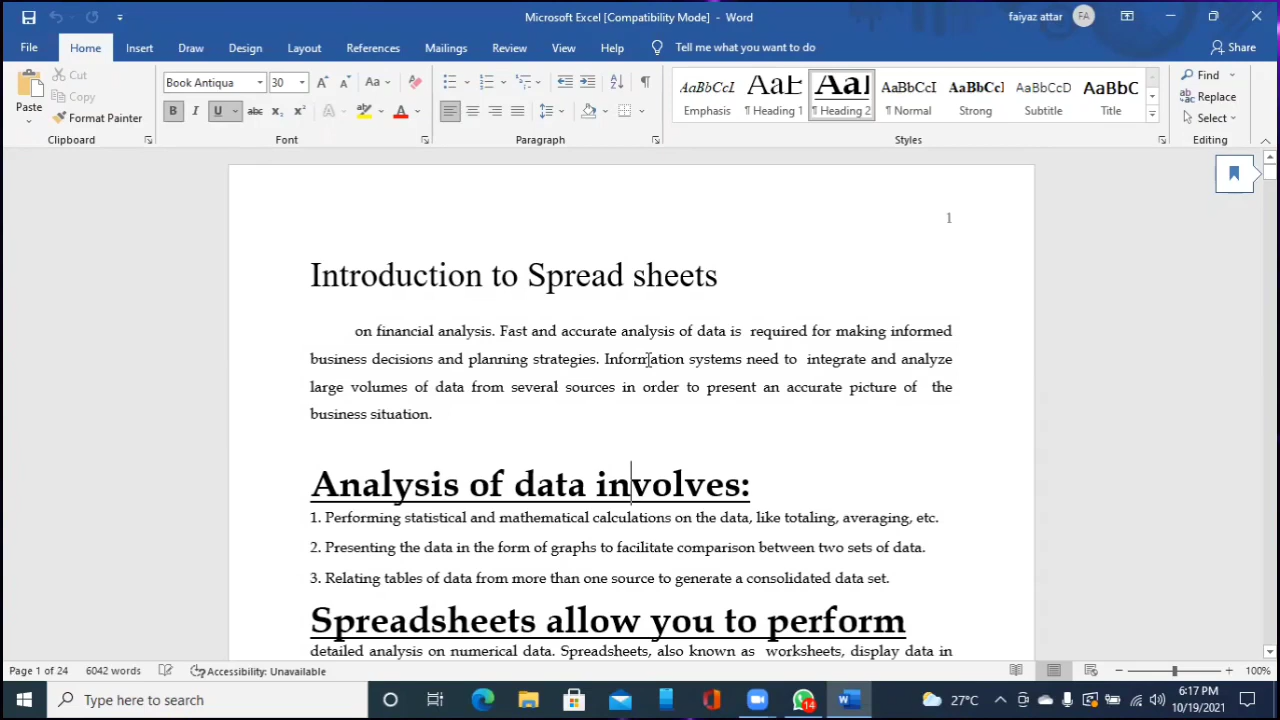 Microsoft Excel [Compatibility Mode] - Word
faiyaz attar FA
File Home Insert Draw Design Layout References Mailings Review View Help Tell me what you want to do Share
Paste
Cut
Copy
Format Painter
Clipboard
Book Antiqua 30 Aa
B I U abc x₂ x² A A
Font
Paragraph
AaBbCcL Emphasis
AaE ¶ Heading 1
AaI ¶ Heading 2
AaBbCc ¶ Normal
AaBbCcl Strong
AaBbCcD Subtitle
AaBbC Title
Styles
Find
Replace
Select
Editing
1
Introduction to Spread sheets
on financial analysis. Fast and accurate analysis of data is required for making informed
business decisions and planning strategies. Information systems need to integrate and analyze
large volumes of data from several sources in order to present an accurate picture of the
business situation.
Analysis of data involves:
1. Performing statistical and mathematical calculations on the data, like totaling, averaging, etc.
2. Presenting the data in the form of graphs to facilitate comparison between two sets of data.
3. Relating tables of data from more than one source to generate a consolidated data set.
Spreadsheets allow you to perform
detailed analysis on numerical data. Spreadsheets, also known as worksheets, display data in
Page 1 of 24 6042 words Accessibility: Unavailable 100%
Type here to search
14
27°C
6:17 PM
10/19/2021